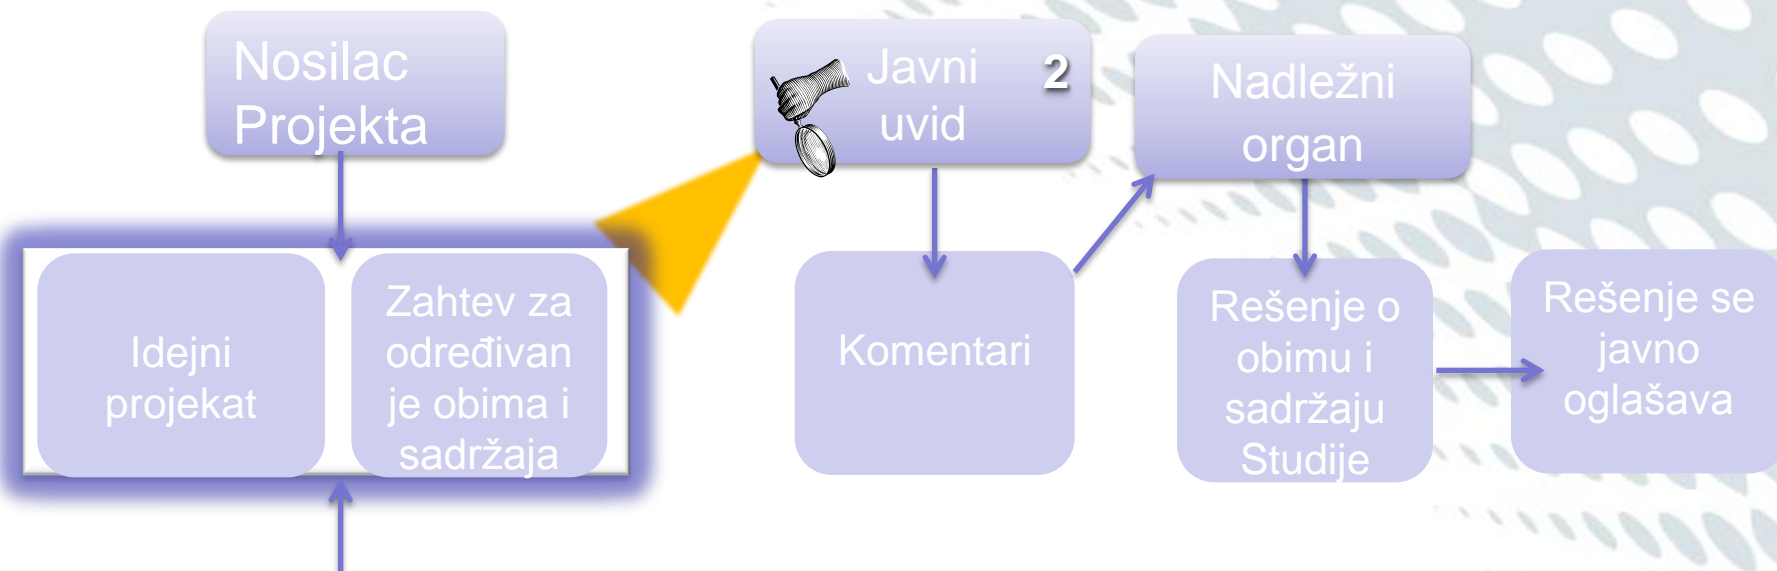 Nosilac
Projekta
Javni
uvid
2
Nadležni
organ
Idejni
projekat
Zahtev za
određivan
je obima i
sadržaja
Komentari
Rešenje o
obimu i
sadržaju
Studije
Rešenje se
javno
oglašava